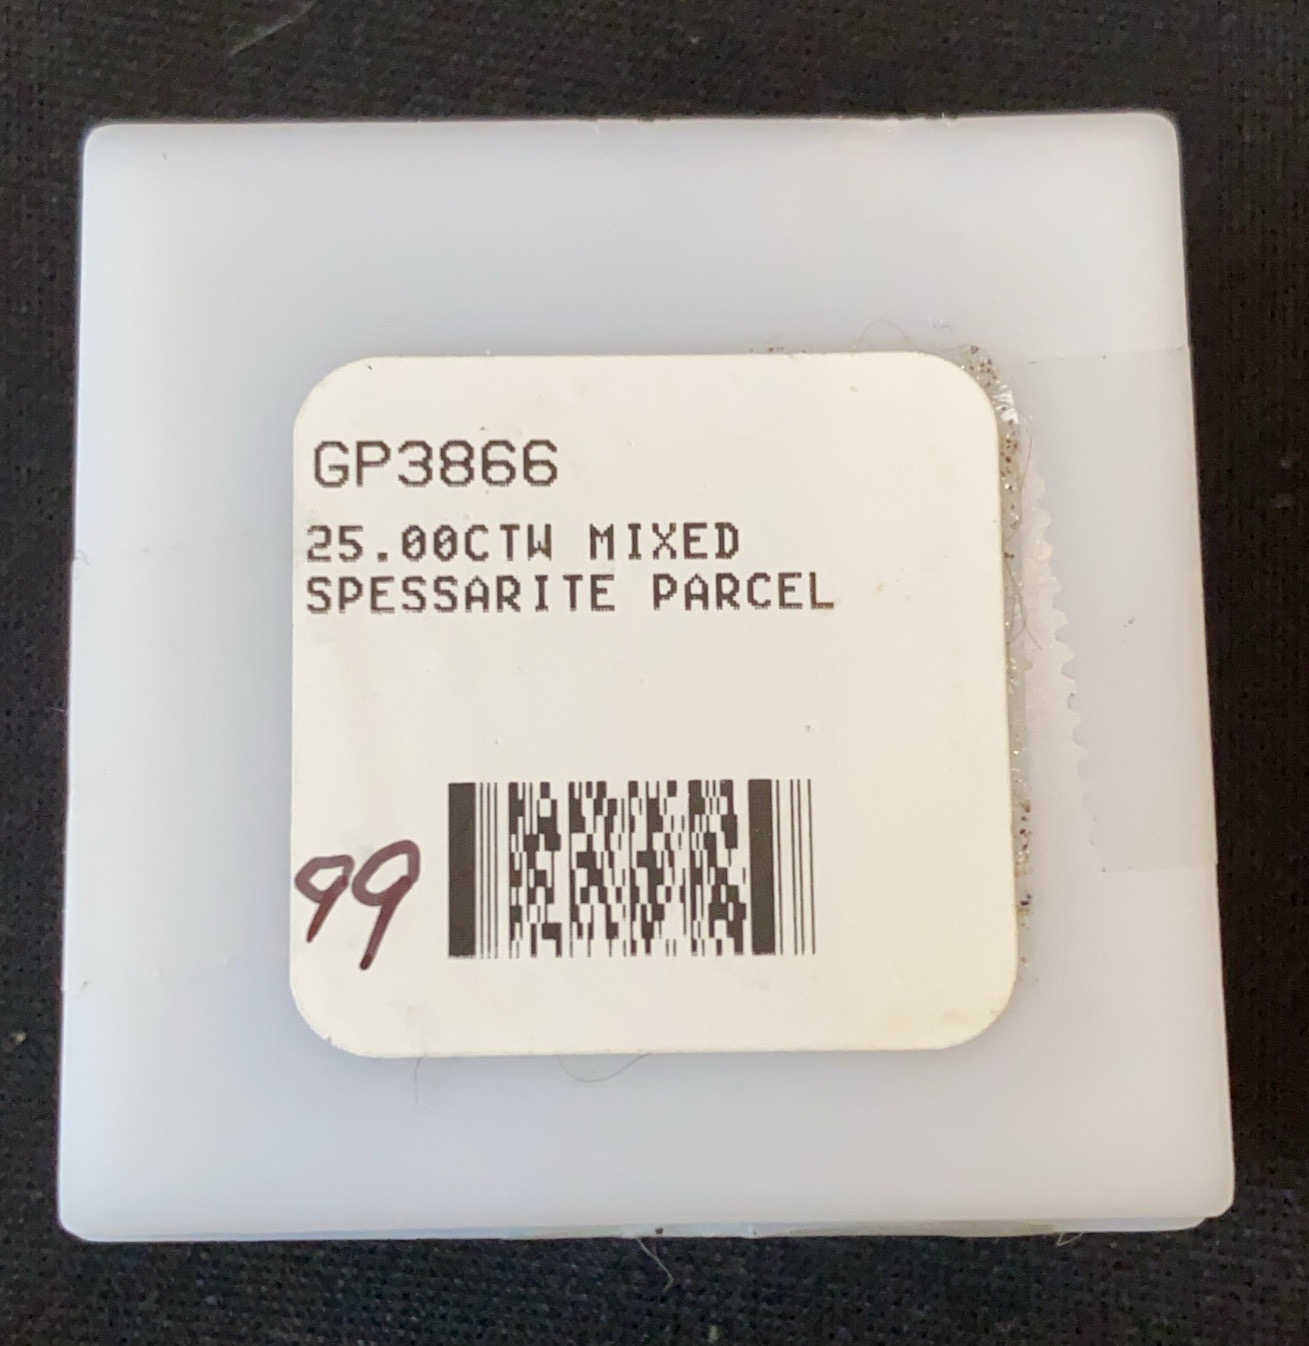 GP3866
25.00CTW MIXED
SPESSARITE PARCEL
99